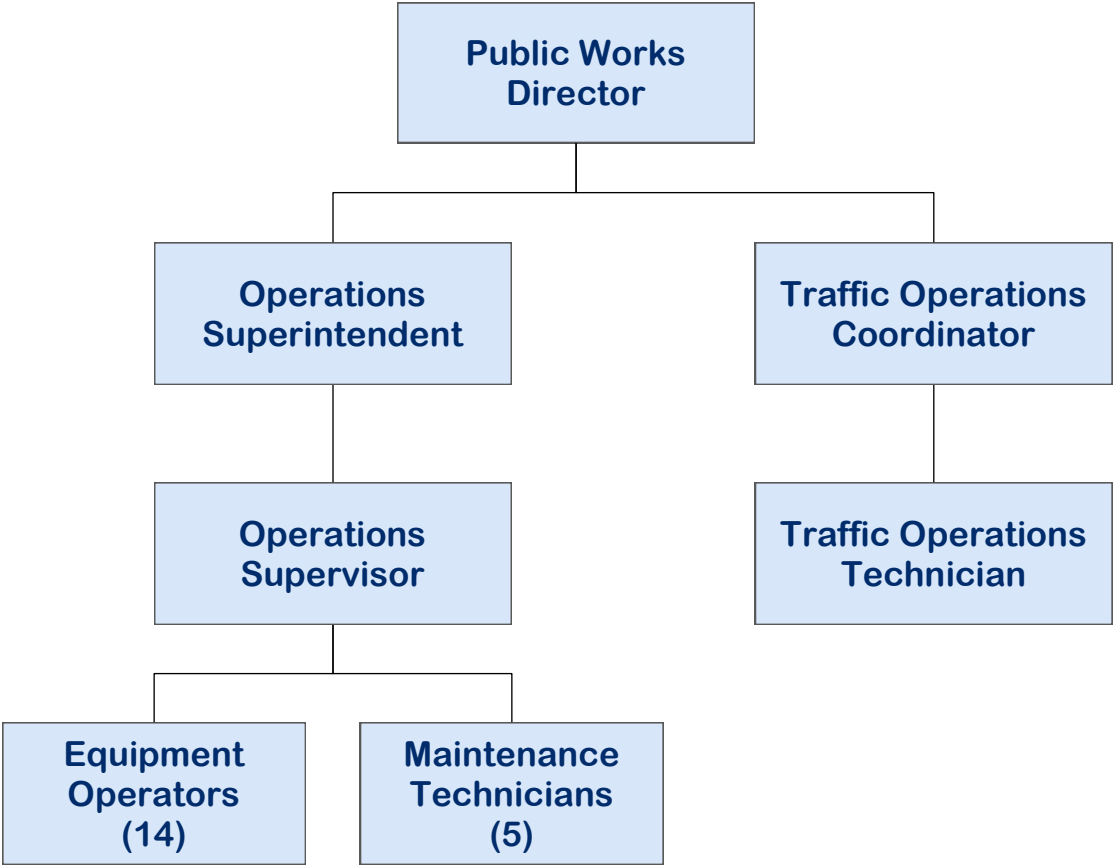 Public Works
Director
Operations
Superintendent
Traffic Operations
Coordinator
Operations
Supervisor
Traffic Operations
Technician
Equipment
Operators
(14)
Maintenance
Technicians
(5)